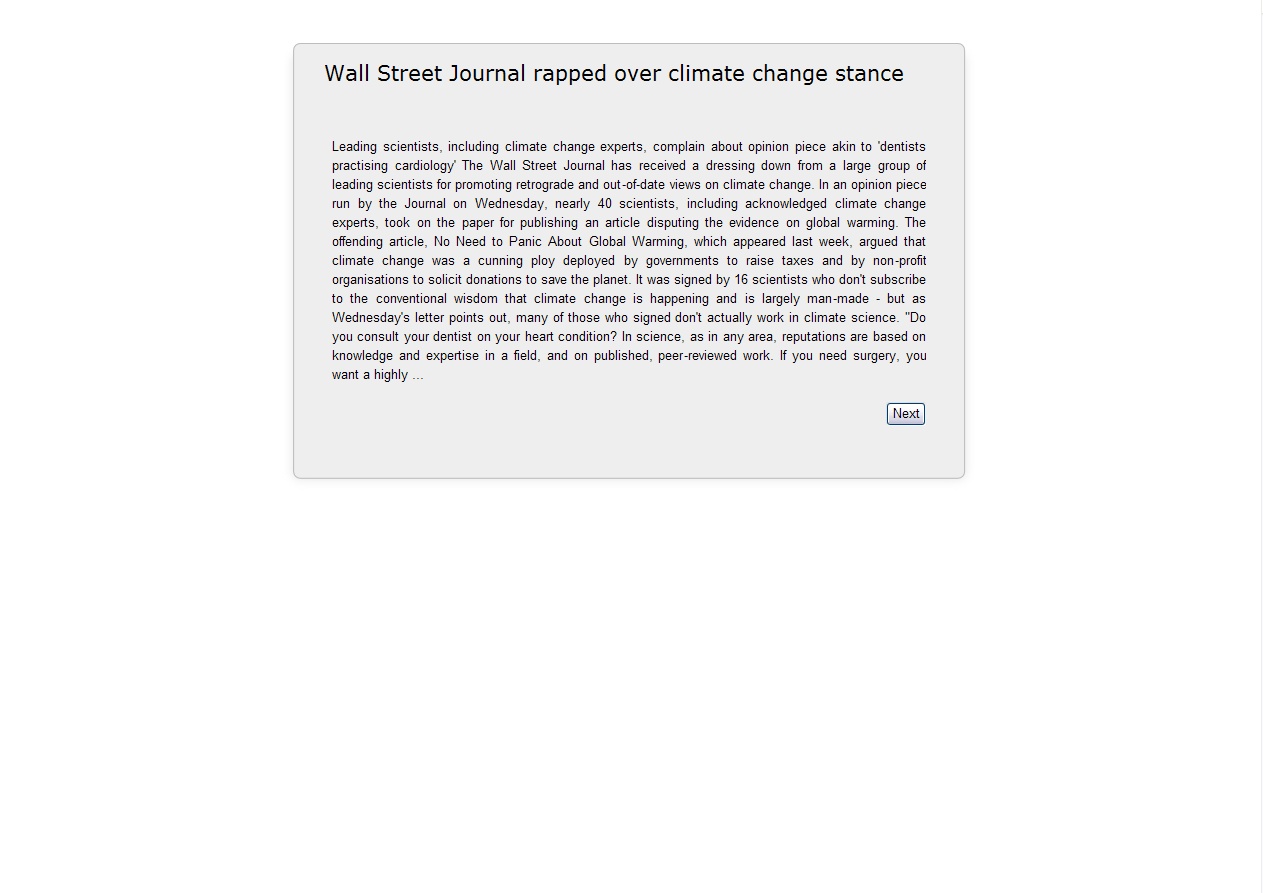 Wall Street Journal rapped over climate change stance
Leading scientists, including climate change experts, complain about opinion piece akin to 'dentists
practising cardiology' The Wall Street Journal has received a dressing down from a large group of
leading scientists for promoting retrograde and out-of-date views on climate change. In an opinion piece
run by the Journal on Wednesday, nearly 40 scientists, including acknowledged climate change
experts, took on the paper for publishing an article disputing the evidence on global warming. The
offending article, No Need to Panic About Global Warming, which appeared last week, argued that
climate change was a cunning ploy deployed by governments to raise taxes and by non-profit
organisations to solicit donations to save the planet. It was signed by 16 scientists who don't subscribe
to the conventional wisdom that climate change is happening and is largely man-made - but as
Wednesday's letter points out, many of those who signed don't actually work in climate science. "Do
you consult your dentist on your heart condition? In science, as in any area, reputations are based on
knowledge and expertise in a field, and on published, peer-reviewed work. If you need surgery, you
want a highly ...
Next